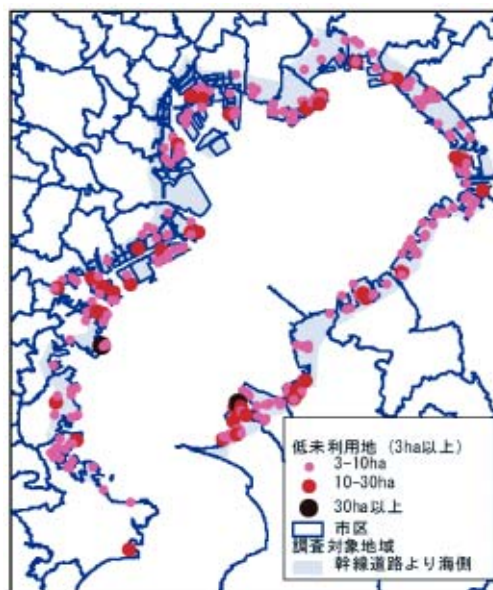 低未利用地 (3ha以上)
3-10ha
10-30ha
30ha以上
市区
調査対象地域
幹線道路より海側